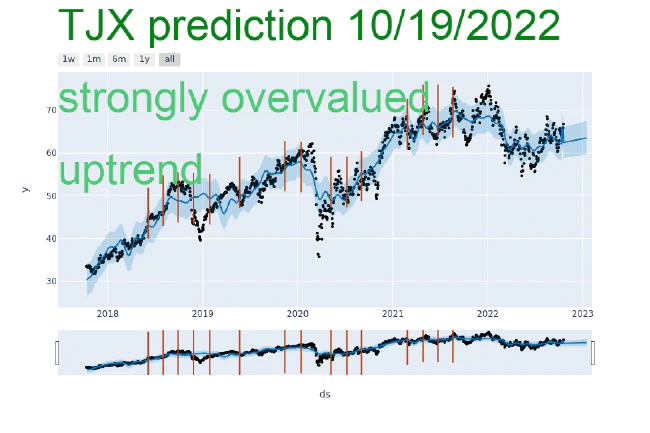 TJX prediction 10/19/2022
1w 1m 6m 1y all
strongly overvalued
uptrend
70
60
50
40
30
y
2018 2019 2020 2021 2022 2023
ds